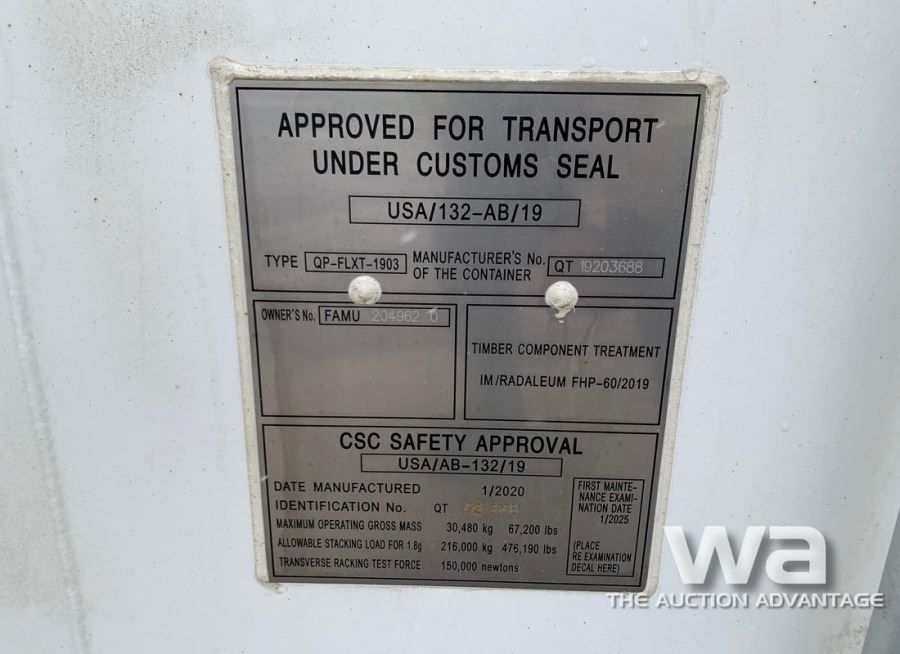 APPROVED FOR TRANSPORT
UNDER CUSTOMS SEAL
USA/132-AB/19
TYPE QP-FLXT-1903 MANUFACTURER'S No. OF THE CONTAINER QT 19203688
OWNER'S No. FAMU 204962 0
TIMBER COMPONENT TREATMENT
IM/RADALEUM FHP-60/2019
CSC SAFETY APPROVAL
USA/AB-132/19
DATE MANUFACTURED 1/2020
IDENTIFICATION No. QT
MAXIMUM OPERATING GROSS MASS 30,480 kg 67,200 lbs
ALLOWABLE STACKING LOAD FOR 1.8g 216,000 kg 476,190 lbs
TRANSVERSE RACKING TEST FORCE 150,000 newtons
FIRST MAINTE-
NANCE EXAMI-
NATION DATE
1/2025
(PLACE
RE EXAMINATION
DECAL HERE)
wa
THE AUCTION ADVANTAGE